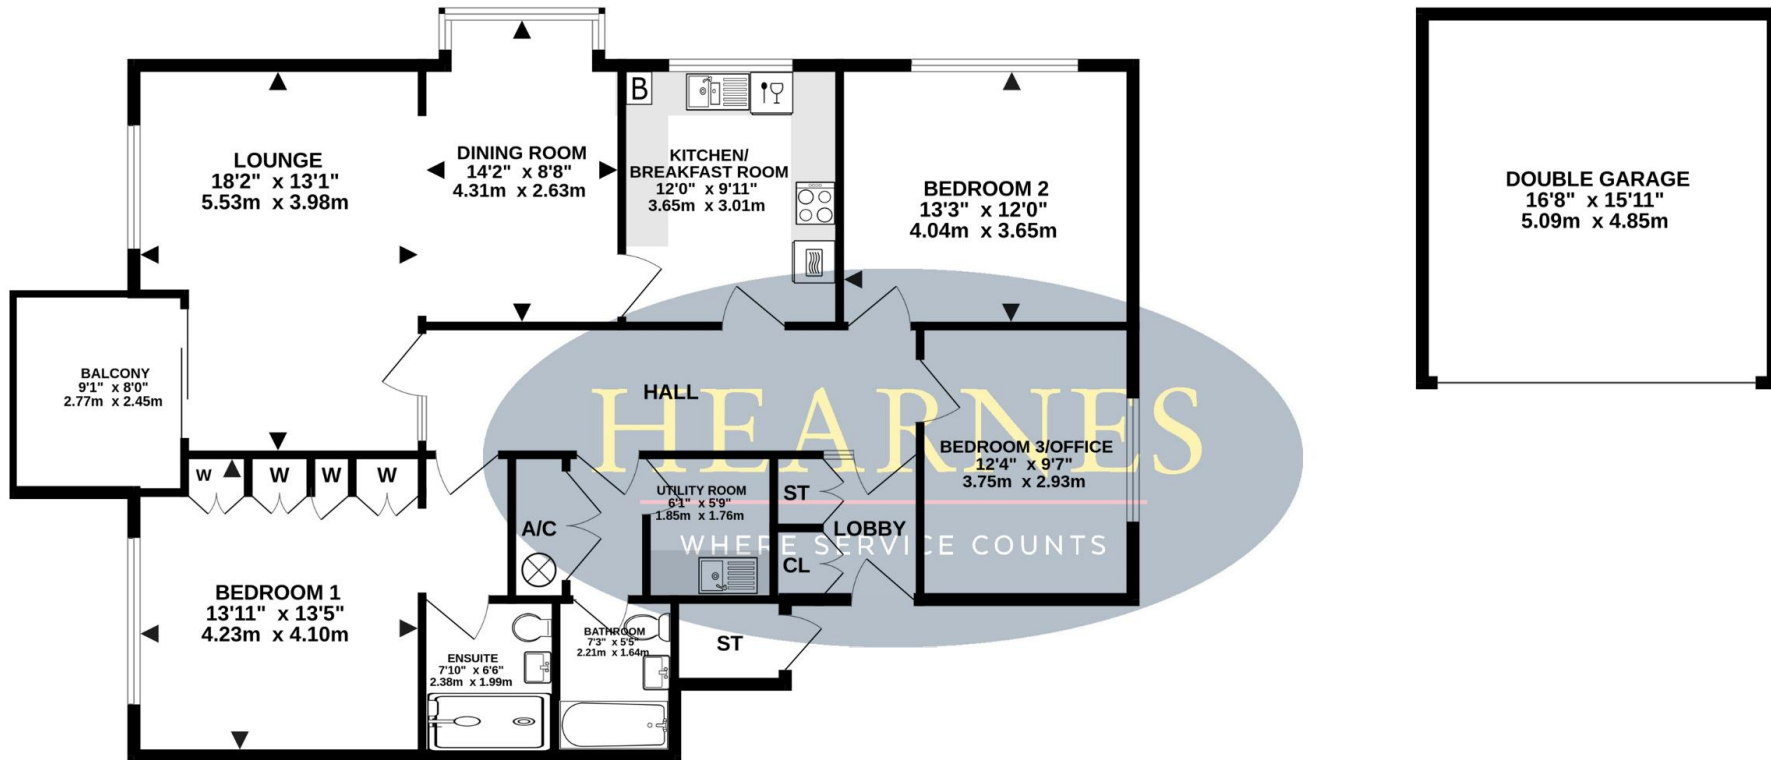 LOUNGE
18'2" x 13'1"
5.53m x 3.98m
DINING ROOM
14'2" x 8'8"
4.31m x 2.63m
B
KITCHEN/
BREAKFAST ROOM
12'0" x 9'11"
3.65m x 3.01m
BEDROOM 2
13'3" x 12'0"
4.04m x 3.65m
DOUBLE GARAGE
16'8" x 15'11"
5.09m x 4.85m
BALCONY
9'1" x 8'0"
2.77m x 2.45m
HALL
HEARNES
WHERE SERVICE COUNTS
BEDROOM 3/OFFICE
12'4" x 9'7"
3.75m x 2.93m
W
W
W
W
A/C
UTILITY ROOM
6'1" x 5'9"
1.85m x 1.76m
ST
LOBBY
CL
BEDROOM 1
13'11" x 13'5"
4.23m x 4.10m
ENSUITE
7'10" x 6'6"
2.38m x 1.99m
BATHROOM
7'3" x 5'5"
2.21m x 1.64m
ST